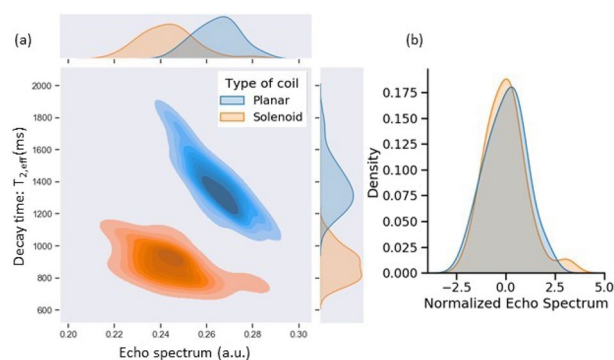 (a)
(b)
Type of coil
Planar
Solenoid
Decay time: T2,eff(ms)
2000
1800
1600
1400
1200
1000
800
600
0.20
0.22
0.24
0.26
0.28
0.30
Echo spectrum (a.u.)
Density
0.175
0.150
0.125
0.100
0.075
0.050
0.025
0.000
−2.5
0.0
2.5
5.0
Normalized Echo Spectrum